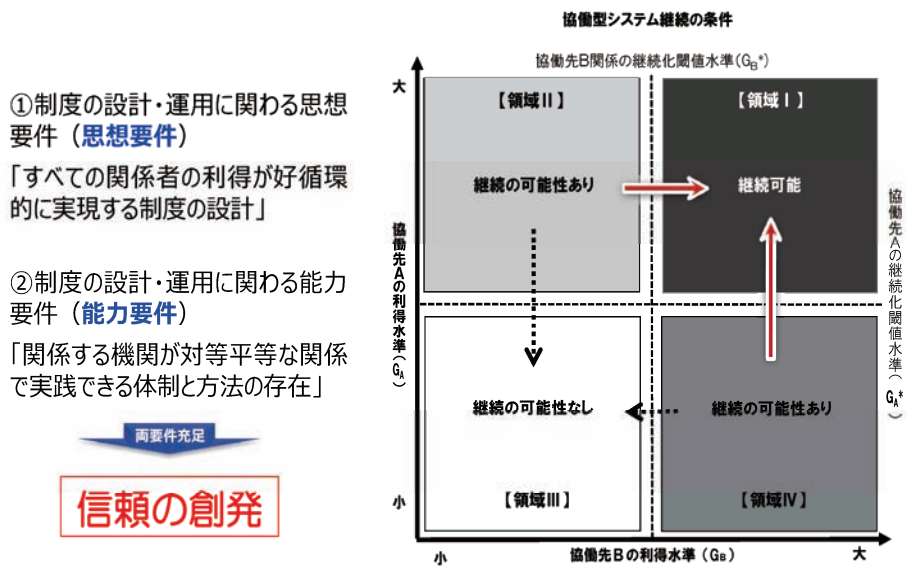 ①制度の設計・運用に関わる思想
要件（思想要件）
「すべての関係者の利得が好循環
的に実現する制度の設計」
②制度の設計・運用に関わる能力
要件（能力要件）
「関係する機関が対等平等な関係
で実践できる体制と方法の存在」
両要件充足
信頼の創発
協働型システム継続の条件
協働先B関係の継続化閾値水準(GB*)
大
【領域Ⅱ】
【領域Ⅰ】
継続の可能性あり
継続可能
協働先Aの利得水準(GA)
協働先Aの継続化閾値水準(GA*)
継続の可能性なし
継続の可能性あり
【領域Ⅲ】
【領域Ⅳ】
小
小
協働先Bの利得水準(GB)
大